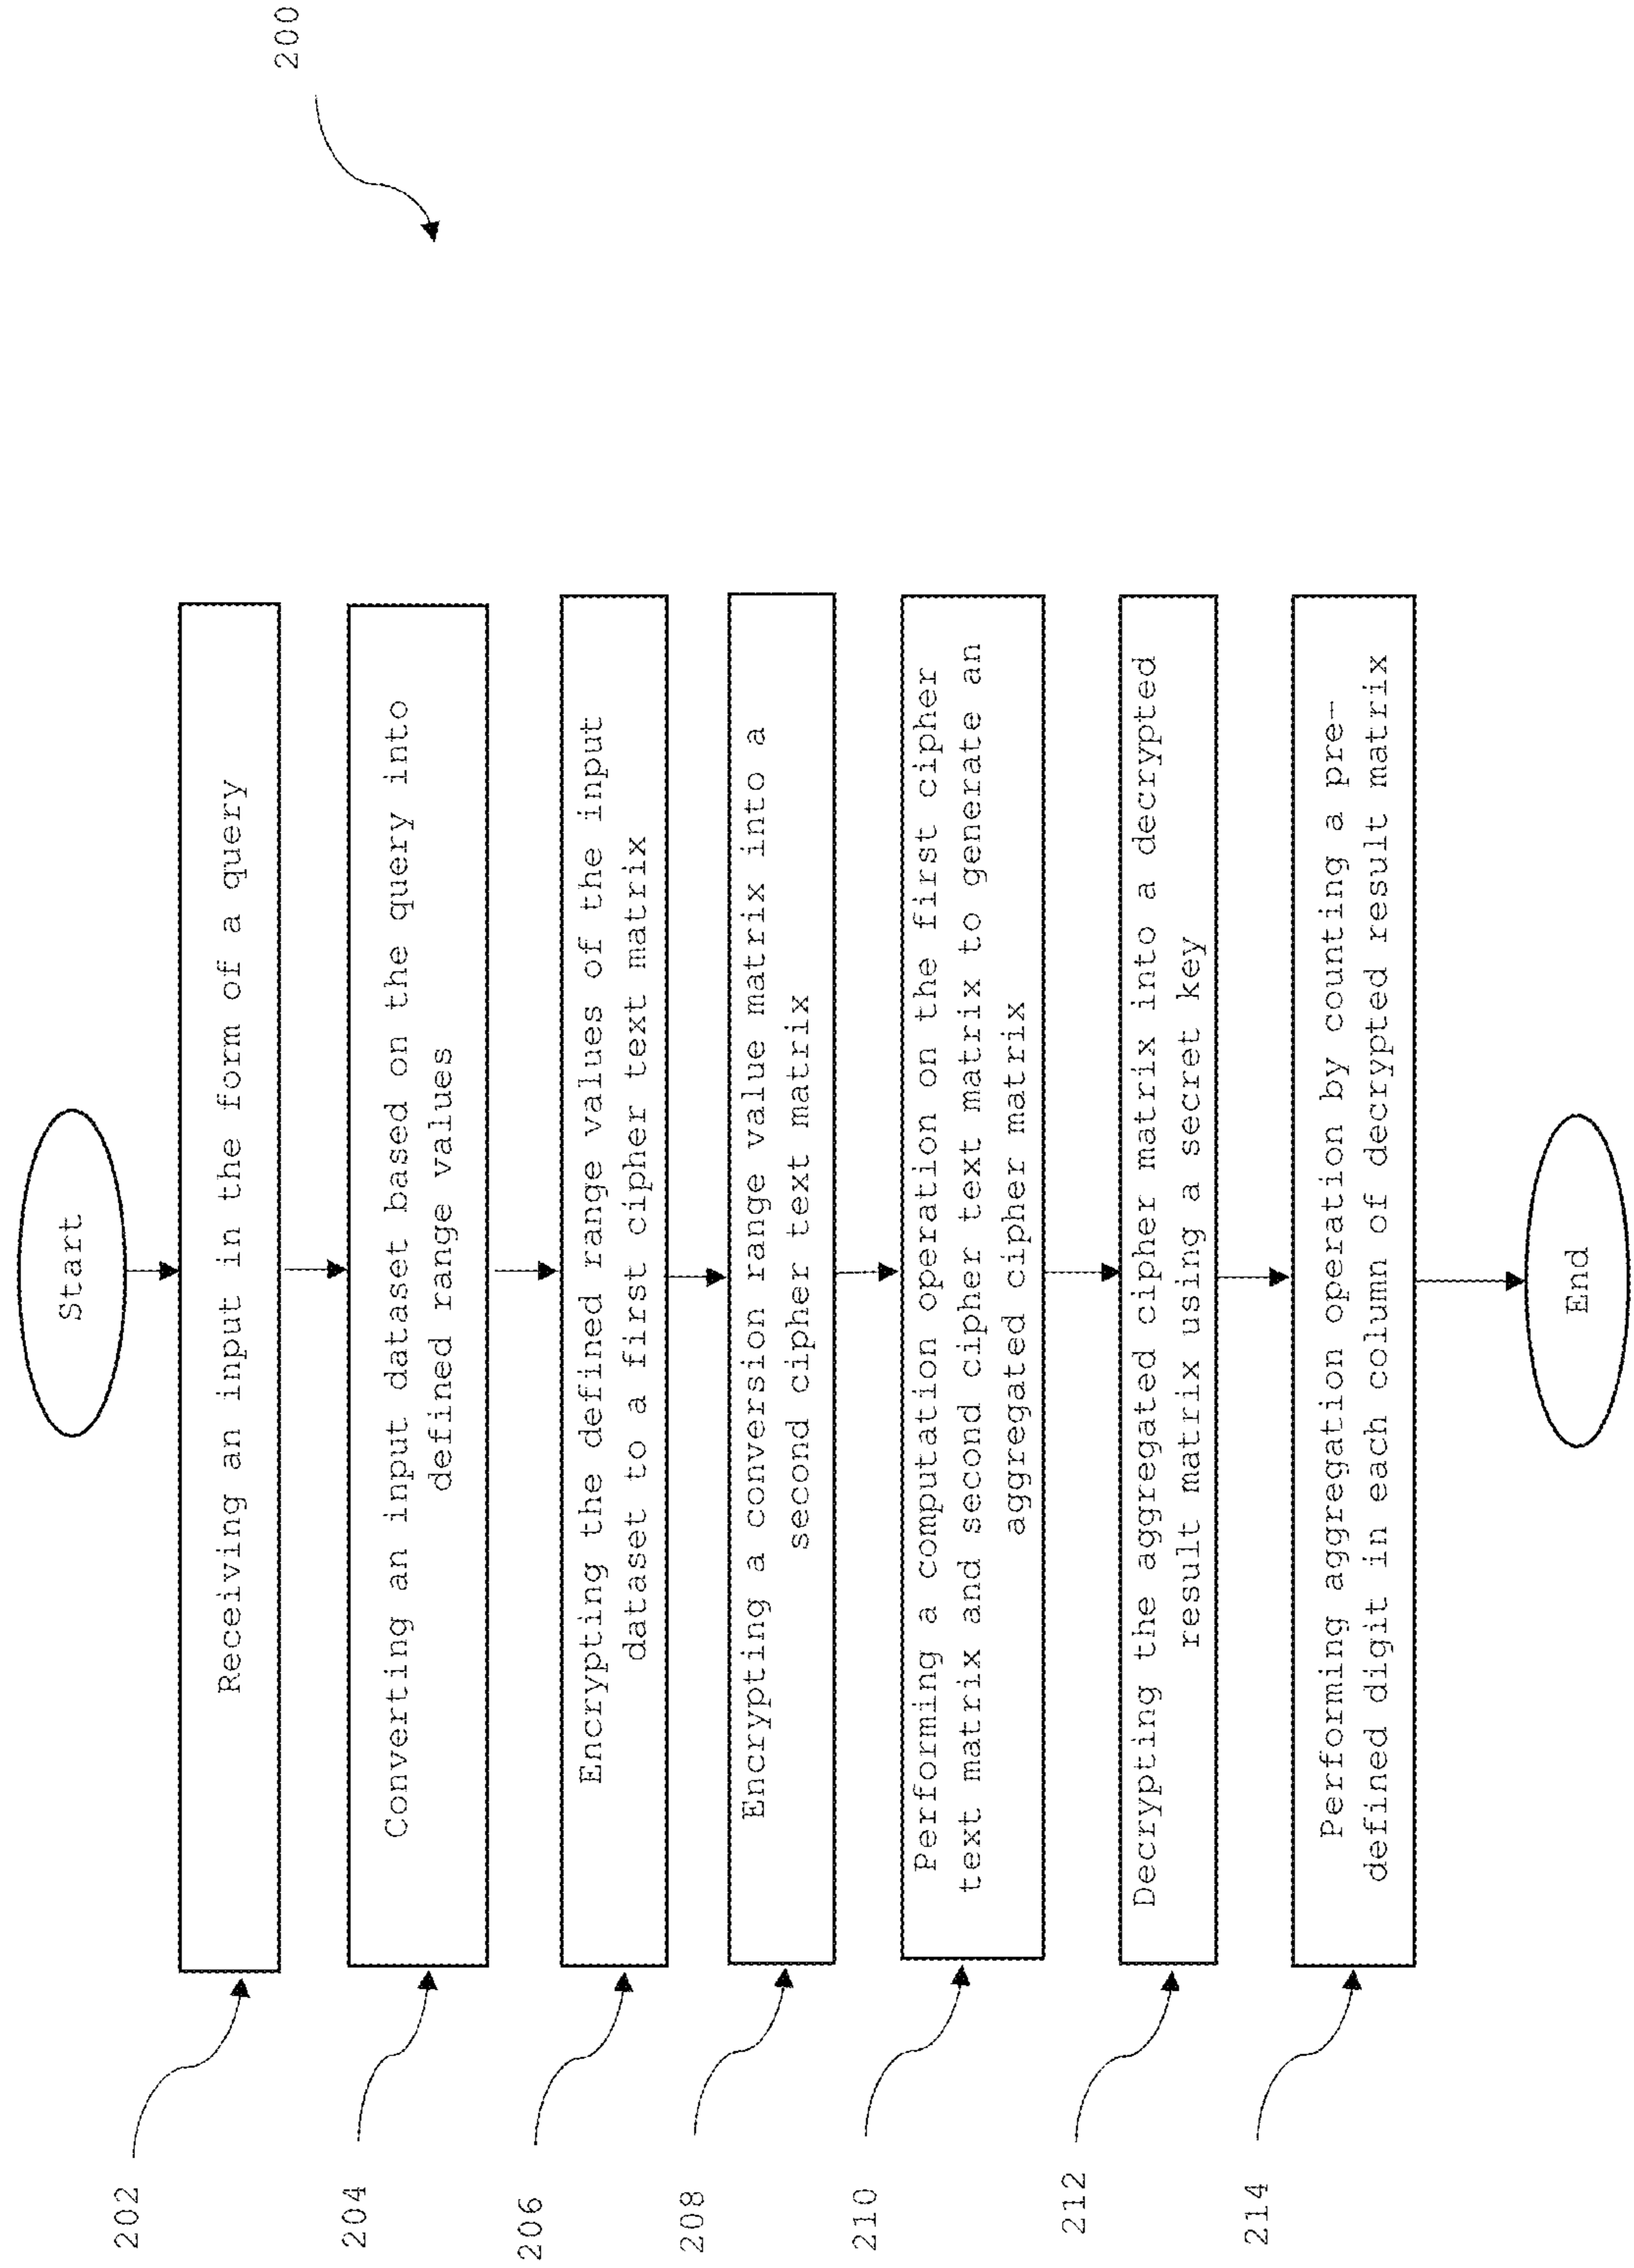 200
Start
202
Receiving an input in the form of a query
204
Converting an input dataset based on the query into
defined range values
206
Encrypting the defined range values of the input
dataset to a first cipher text matrix
208
Encrypting a conversion range value matrix into a
second cipher text matrix
210
Performing a computation operation on the first cipher
text matrix and second cipher text matrix to generate an
aggregated cipher matrix
212
Decrypting the aggregated cipher matrix into a decrypted
result matrix using a secret key
214
Performing aggregation operation by counting a pre-
defined digit in each column of decrypted result matrix
End